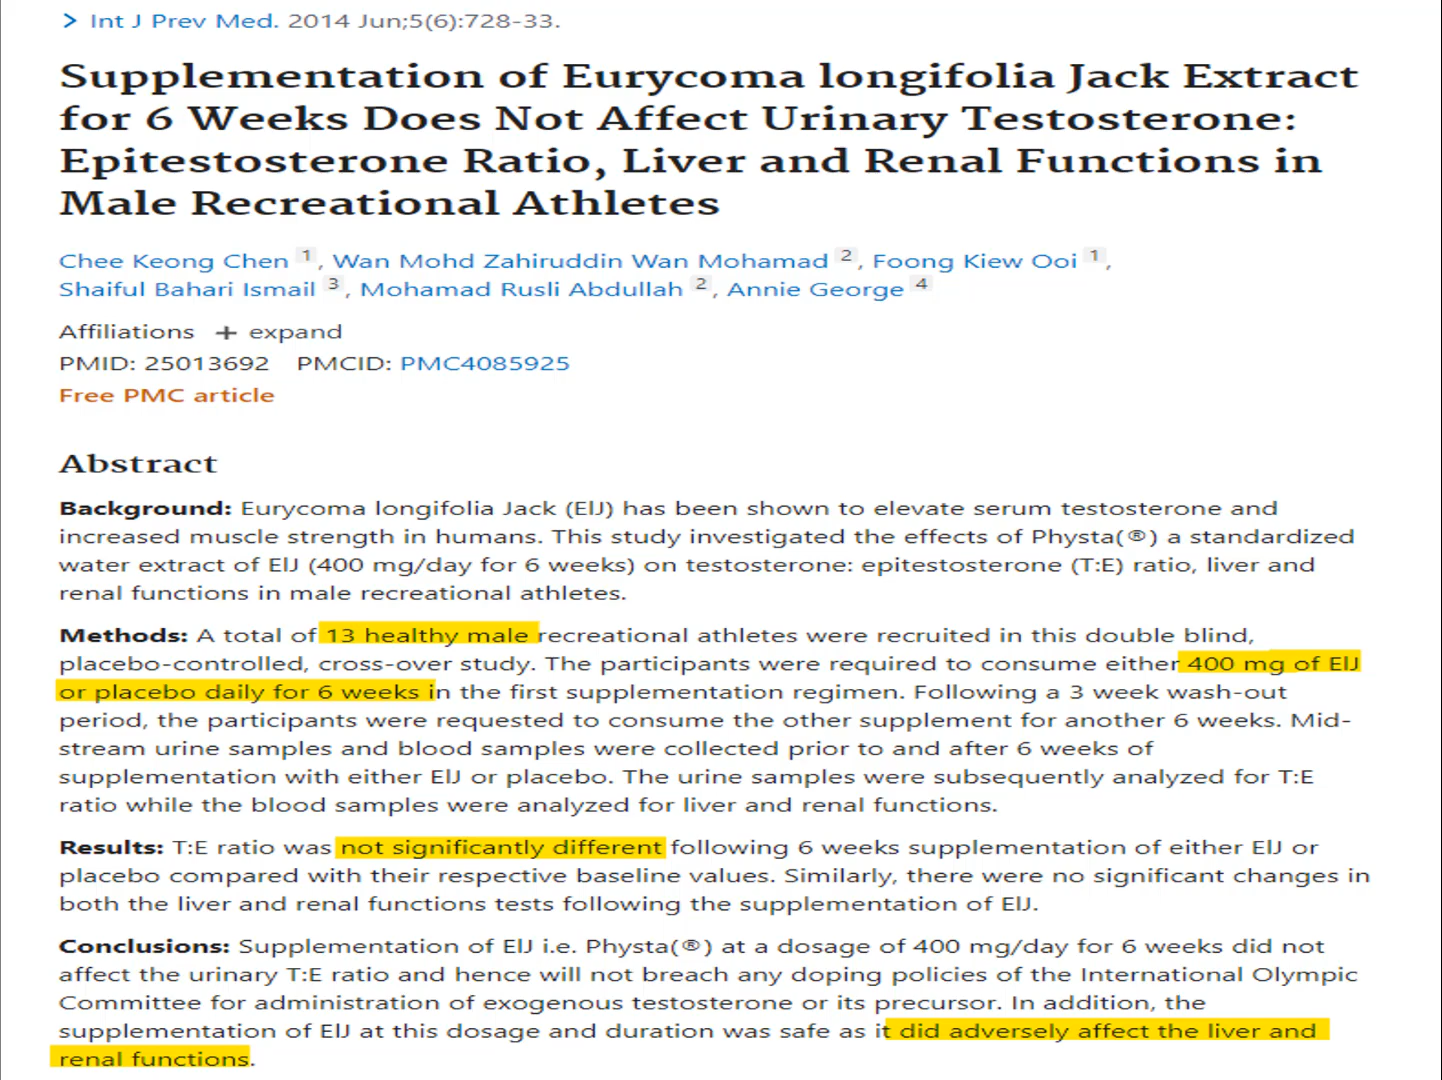 > Int J Prev Med. 2014 Jun;5(6):728-33.
Supplementation of Eurycoma longifolia Jack Extract
for 6 Weeks Does Not Affect Urinary Testosterone:
Epitestosterone Ratio, Liver and Renal Functions in
Male Recreational Athletes
Chee Keong Chen 1, Wan Mohd Zahiruddin Wan Mohamad 2, Foong Kiew Ooi 1,
Shaiful Bahari Ismail 3, Mohamad Rusli Abdullah 2, Annie George 4
Affiliations + expand
PMID: 25013692 PMCID: PMC4085925
Free PMC article
Abstract
Background: Eurycoma longifolia Jack (ElJ) has been shown to elevate serum testosterone and
increased muscle strength in humans. This study investigated the effects of Physta(®) a standardized
water extract of ElJ (400 mg/day for 6 weeks) on testosterone: epitestosterone (T:E) ratio, liver and
renal functions in male recreational athletes.
Methods: A total of 13 healthy male recreational athletes were recruited in this double blind,
placebo-controlled, cross-over study. The participants were required to consume either 400 mg of ElJ
or placebo daily for 6 weeks in the first supplementation regimen. Following a 3 week wash-out
period, the participants were requested to consume the other supplement for another 6 weeks. Mid-
stream urine samples and blood samples were collected prior to and after 6 weeks of
supplementation with either ElJ or placebo. The urine samples were subsequently analyzed for T:E
ratio while the blood samples were analyzed for liver and renal functions.
Results: T:E ratio was not significantly different following 6 weeks supplementation of either ElJ or
placebo compared with their respective baseline values. Similarly, there were no significant changes in
both the liver and renal functions tests following the supplementation of ElJ.
Conclusions: Supplementation of ElJ i.e. Physta(®) at a dosage of 400 mg/day for 6 weeks did not
affect the urinary T:E ratio and hence will not breach any doping policies of the International Olympic
Committee for administration of exogenous testosterone or its precursor. In addition, the
supplementation of ElJ at this dosage and duration was safe as it did adversely affect the liver and
renal functions.